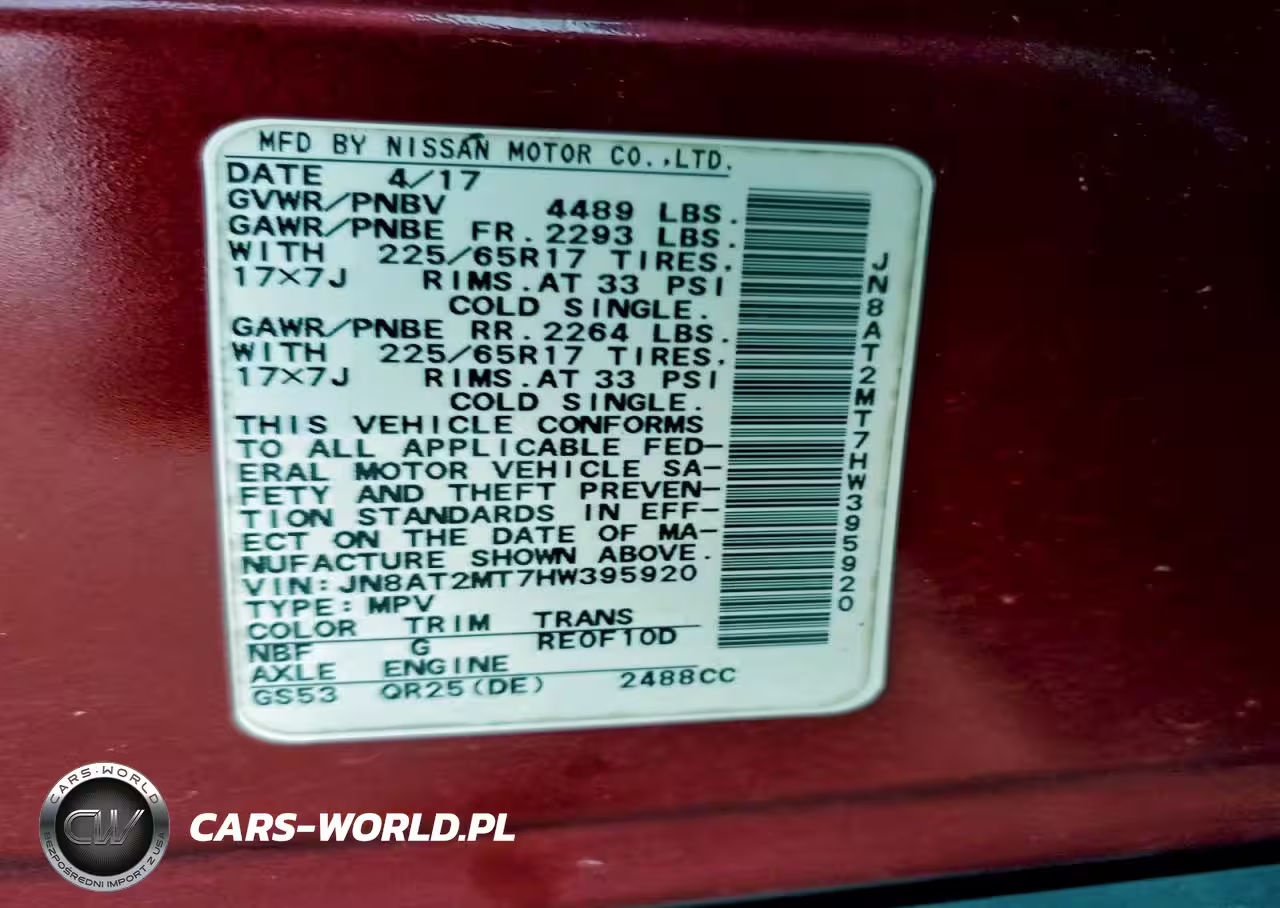 MFD BY NISSAN MOTOR CO.,LTD.
DATE 4/17
GVWR/PNBV 4489 LBS.
GAWR/PNBE FR. 2293 LBS.
WITH 225/65R17 TIRES.
17×7J RIMS.AT 33 PSI
COLD SINGLE.
GAWR/PNBE RR. 2264 LBS.
WITH 225/65R17 TIRES.
17×7J RIMS.AT 33 PSI
COLD SINGLE.
THIS VEHICLE CONFORMS
TO ALL APPLICABLE FED-
ERAL MOTOR VEHICLE SA-
FETY AND THEFT PREVEN-
TION STANDARDS IN EFF-
ECT ON THE DATE OF MA-
NUFACTURE SHOWN ABOVE.
VIN:JN8AT2MT7HW395920
TYPE:MPV
COLOR TRIM TRANS
NBF G RE0F10D
AXLE ENGINE
GS53 QR25(DE) 2488CC
JN8AT2MT7HW395920
CARS-WORLD
CW
BEZPOŚREDNI IMPORT Z USA
CARS-WORLD.PL